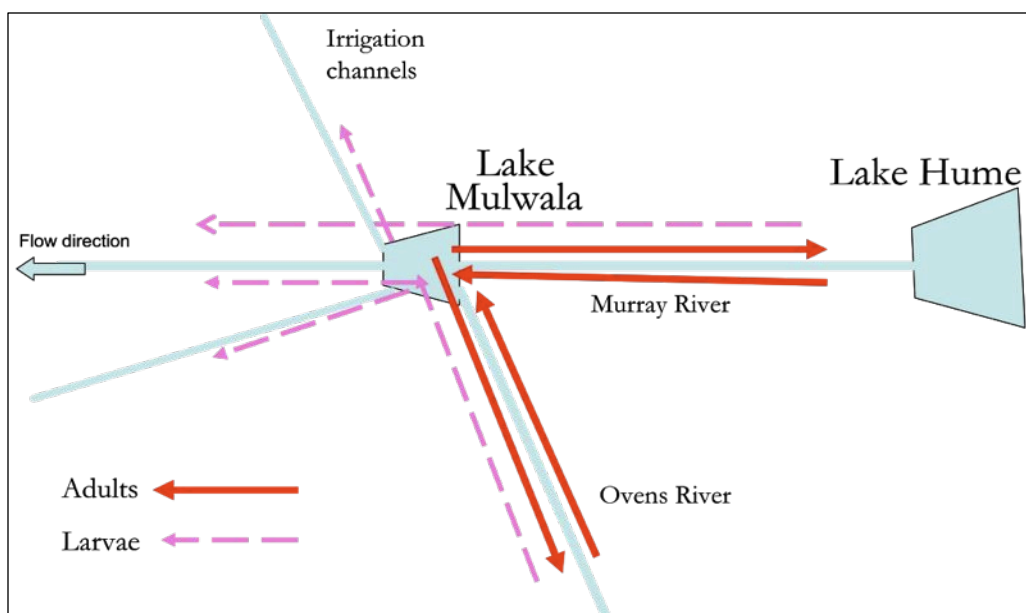 Irrigation
channels
Lake
Mulwala
Lake Hume
Flow direction
Murray River
Ovens River
Adults
Larvae